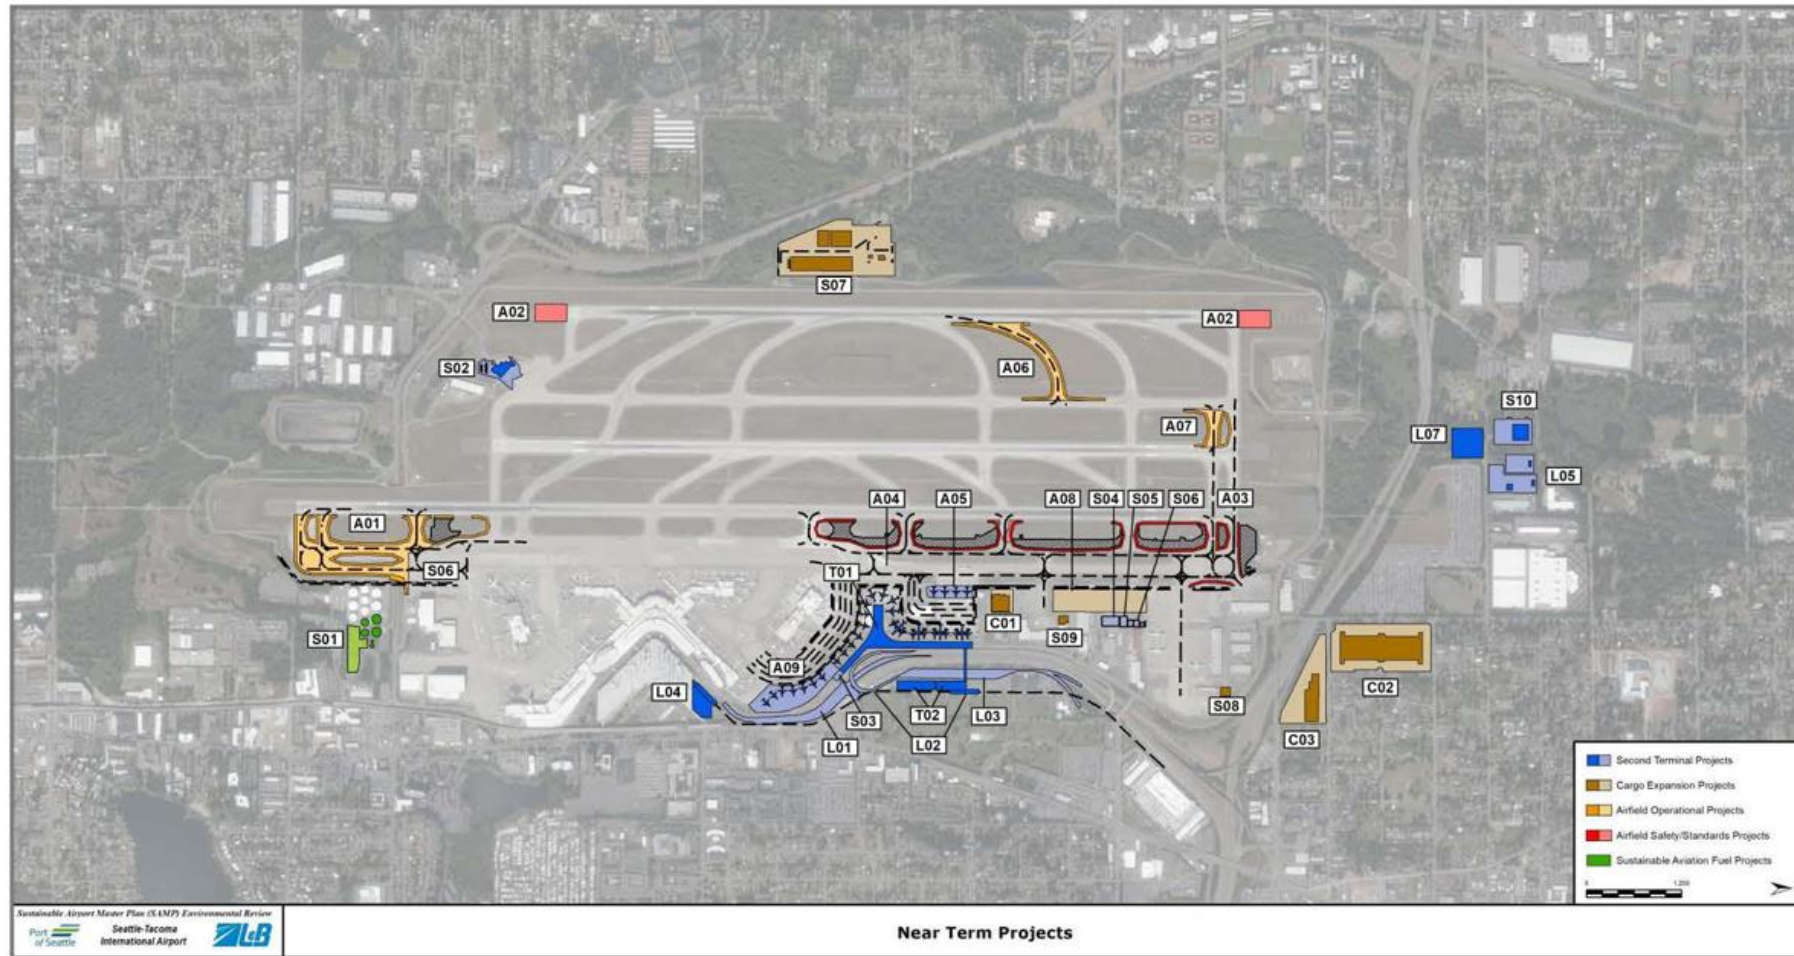 S07
A02
A02
S02
A06
A07
S10
L07
L05
A04
A05
A08
S04
S05
S06
A03
A01
S06
T01
C01
S09
S01
A09
L04
S03
T02
L03
S08
C02
L01
L02
C03
Second Terminal Projects
Cargo Expansion Projects
Airfield Operational Projects
Airfield Safety/Standards Projects
Sustainable Aviation Fuel Projects
0 1,200
Sustainable Airport Master Plan (SAMP) Environmental Review
Port
of Seattle
Seattle-Tacoma
International Airport
L&B
Near Term Projects